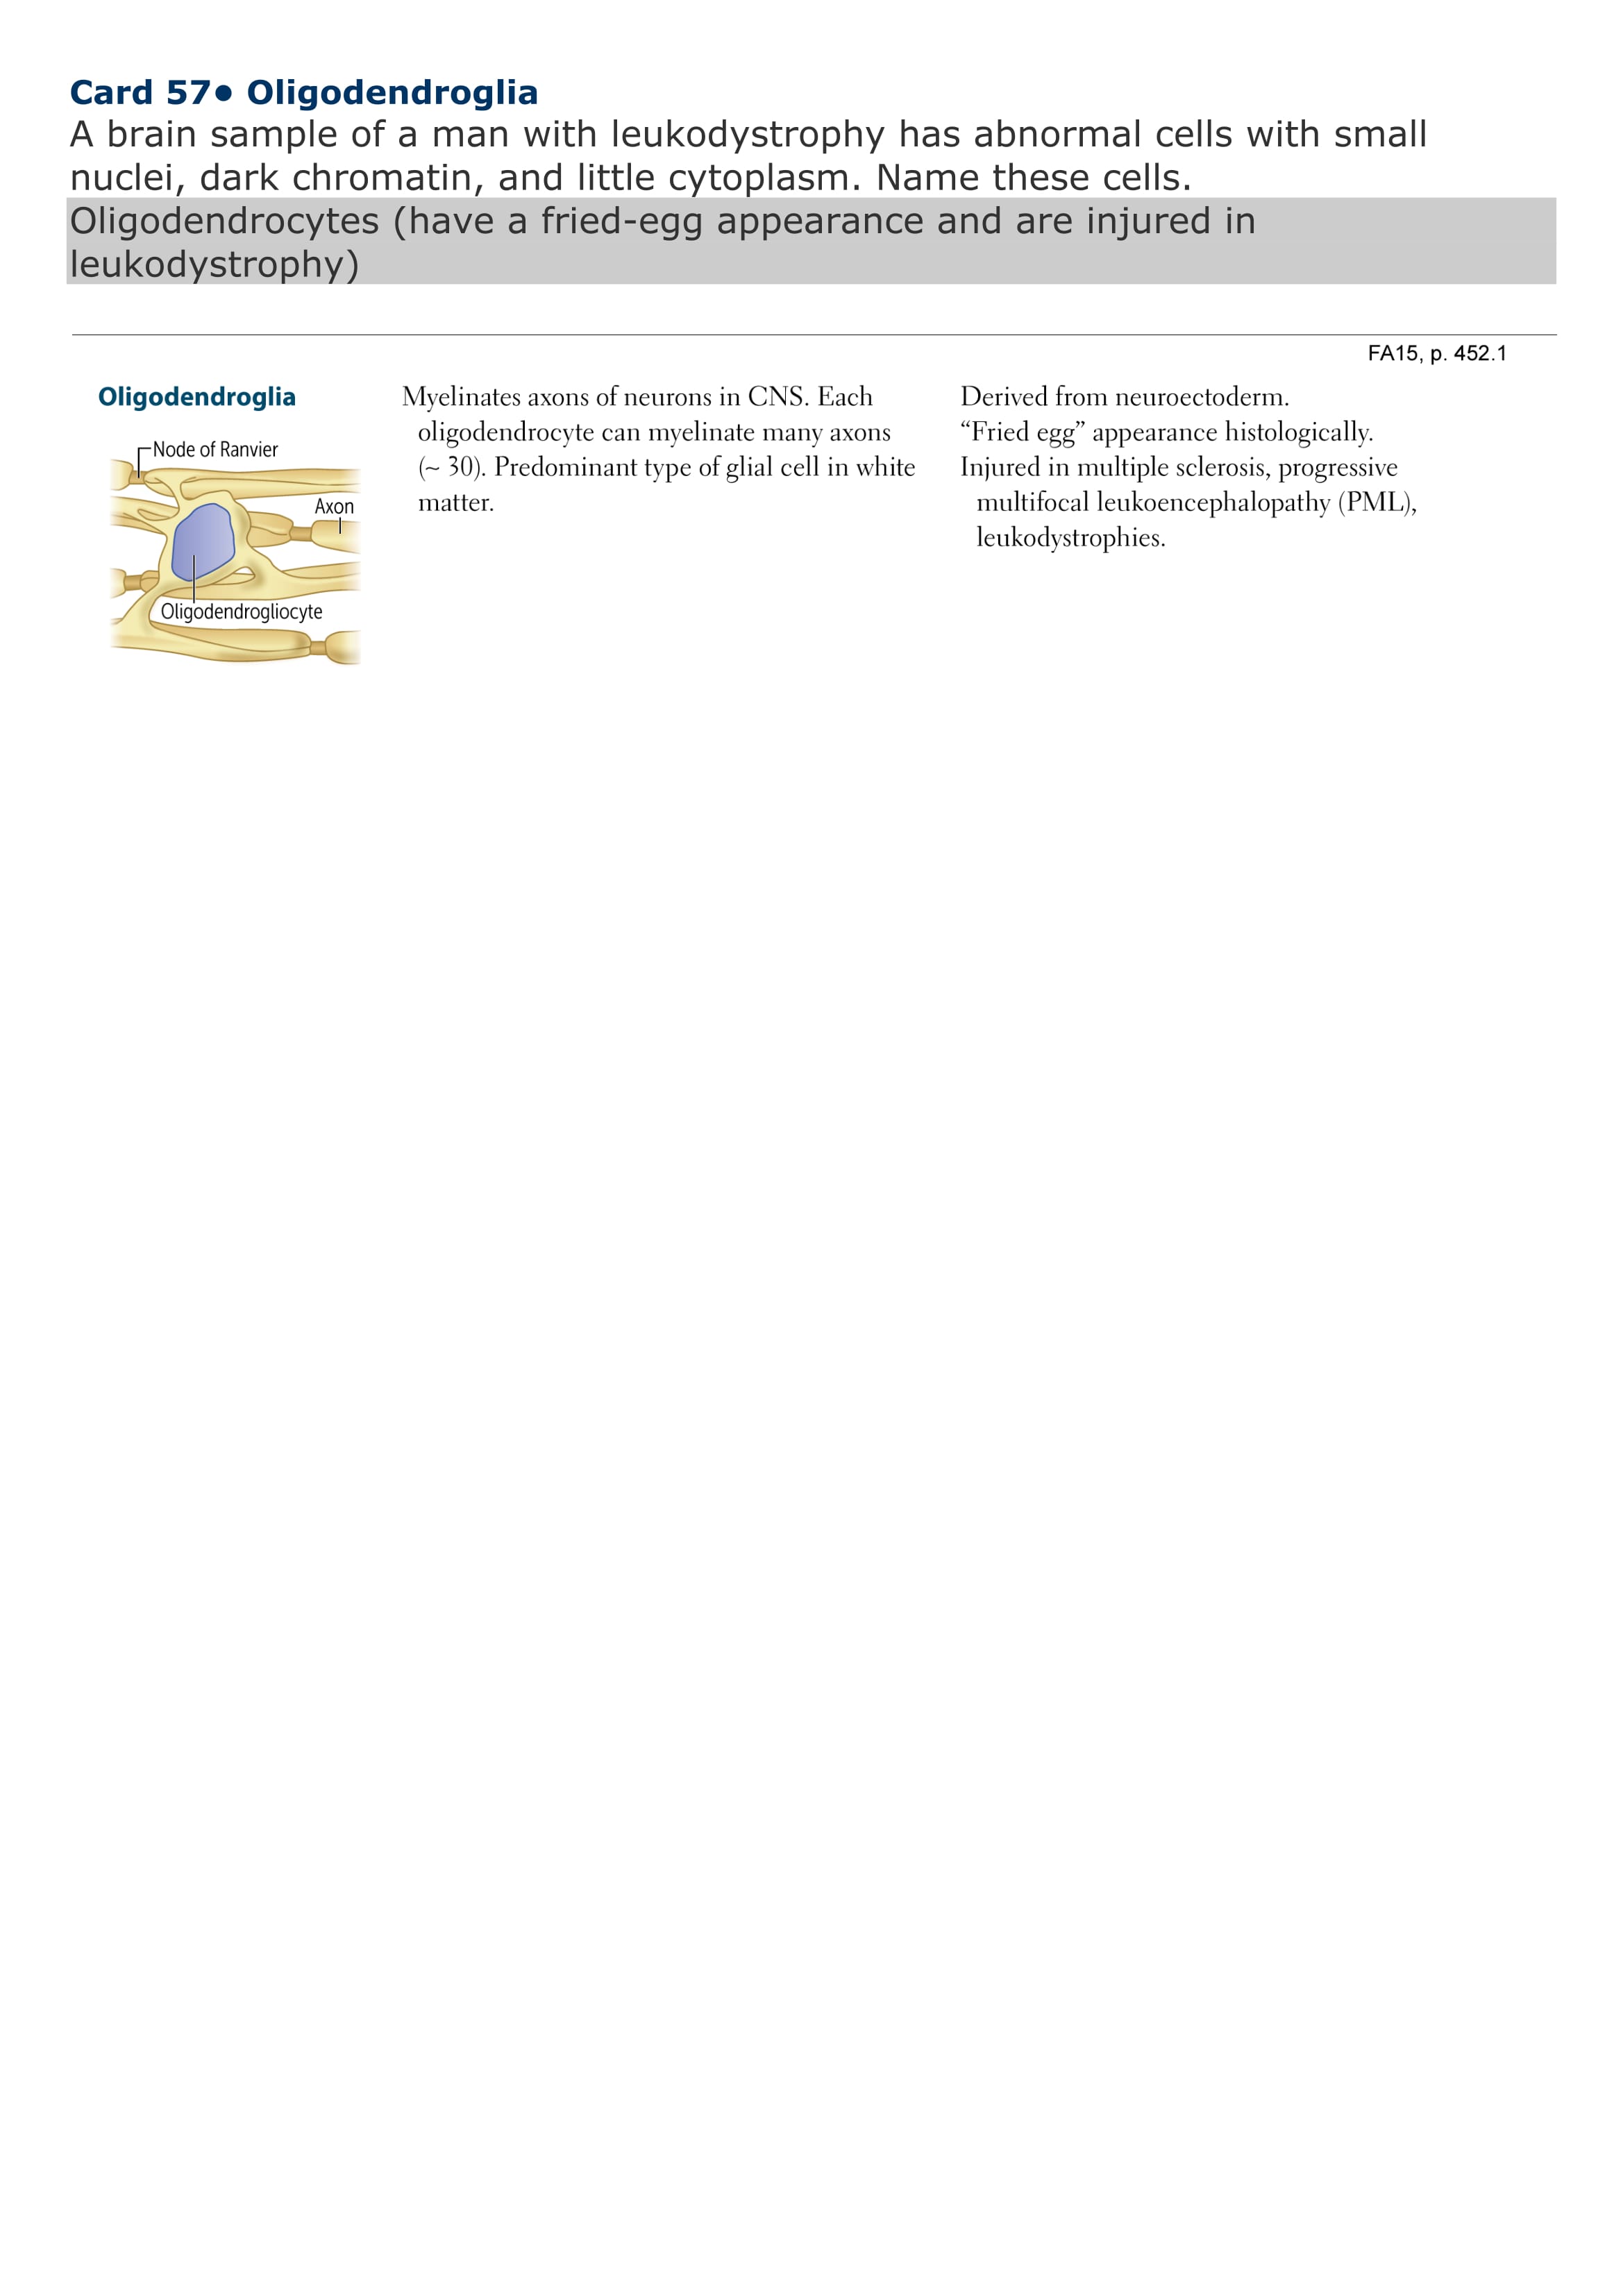 Card 57● Oligodendroglia
A brain sample of a man with leukodystrophy has abnormal cells with small
nuclei, dark chromatin, and little cytoplasm. Name these cells.
Oligodendrocytes (have a fried-egg appearance and are injured in
leukodystrophy)
FA15, p. 452.1
Oligodendroglia
Node of Ranvier
Axon
Oligodendrogliocyte
Myelinates axons of neurons in CNS. Each
oligodendrocyte can myelinate many axons
(~ 30). Predominant type of glial cell in white
matter.
Derived from neuroectoderm.
“Fried egg” appearance histologically.
Injured in multiple sclerosis, progressive
multifocal leukoencephalopathy (PML),
leukodystrophies.